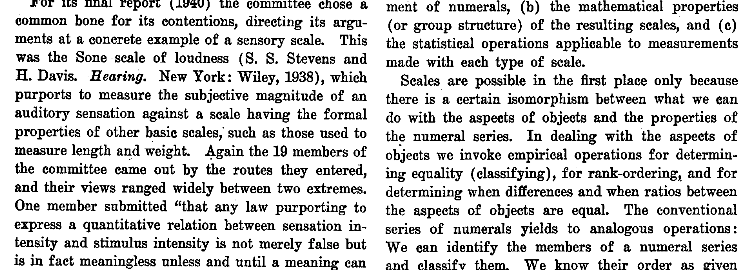 For its final report (1940) the committee chose a
common bone for its contentions, directing its argu-
ments at a concrete example of a sensory scale. This
was the Sone scale of loudness (S. S. Stevens and
H. Davis. Hearing. New York: Wiley, 1938), which
purports to measure the subjective magnitude of an
auditory sensation against a scale having the formal
properties of other basic scales, such as those used to
measure length and weight. Again the 19 members of
the committee came out by the routes they entered,
and their views ranged widely between two extremes.
One member submitted "that any law purporting to
express a quantitative relation between sensation in-
tensity and stimulus intensity is not merely false but
is in fact meaningless unless and until a meaning can
ment of numerals, (b) the mathematical properties
(or group structure) of the resulting scales, and (c)
the statistical operations applicable to measurements
made with each type of scale.
Scales are possible in the first place only because
there is a certain isomorphism between what we can
do with the aspects of objects and the properties of
the numeral series. In dealing with the aspects of
objects we invoke empirical operations for determin-
ing equality (classifying), for rank-ordering, and for
determining when differences and when ratios between
the aspects of objects are equal. The conventional
series of numerals yields to analogous operations:
We can identify the members of a numeral series
and classify them. We know their order as given